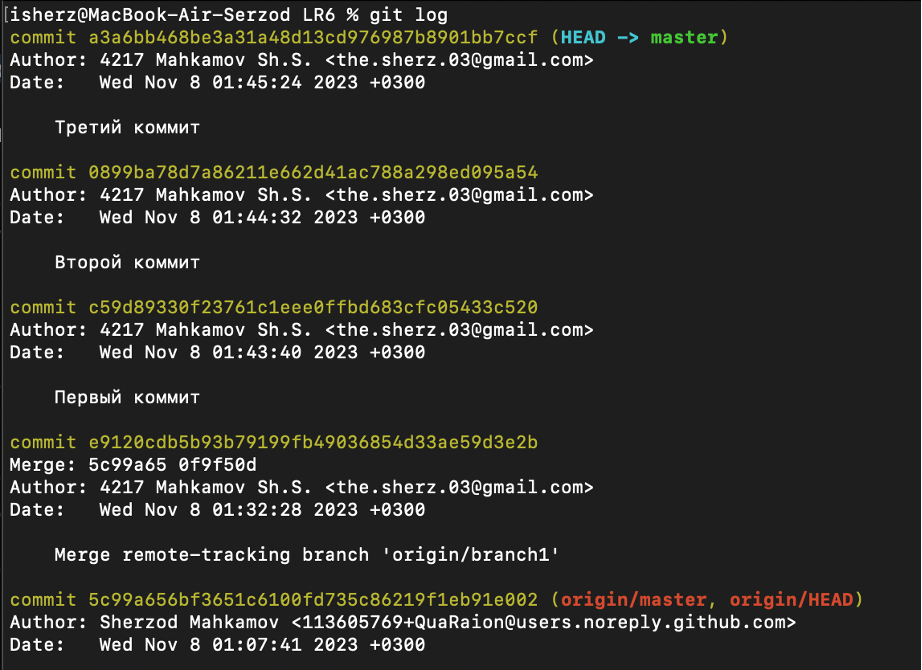 [isherz@MacBook-Air-Serzod LR6 % git log
commit a3a6bb468be3a31a48d13cd976987b8901bb7ccf (HEAD -> master)
Author: 4217 Mahkamov Sh.S. <the.sherz.03@gmail.com>
Date:   Wed Nov 8 01:45:24 2023 +0300
Третий коммит
commit 0899ba78d7a86211e662d41ac788a298ed095a54
Author: 4217 Mahkamov Sh.S. <the.sherz.03@gmail.com>
Date:   Wed Nov 8 01:44:32 2023 +0300
Второй коммит
commit c59d89330f23761c1eee0ffbd683cfc05433c520
Author: 4217 Mahkamov Sh.S. <the.sherz.03@gmail.com>
Date:   Wed Nov 8 01:43:40 2023 +0300
Первый коммит
commit e9120cdb5b93b79199fb49036854d33ae59d3e2b
Merge: 5c99a65 0f9f50d
Author: 4217 Mahkamov Sh.S. <the.sherz.03@gmail.com>
Date:   Wed Nov 8 01:32:28 2023 +0300
Merge remote-tracking branch 'origin/branch1'
commit 5c99a656bf3651c6100fd735c86219f1eb91e002 (origin/master, origin/HEAD)
Author: Sherzod Mahkamov <113605769+QuaRaion@users.noreply.github.com>
Date:   Wed Nov 8 01:07:41 2023 +0300